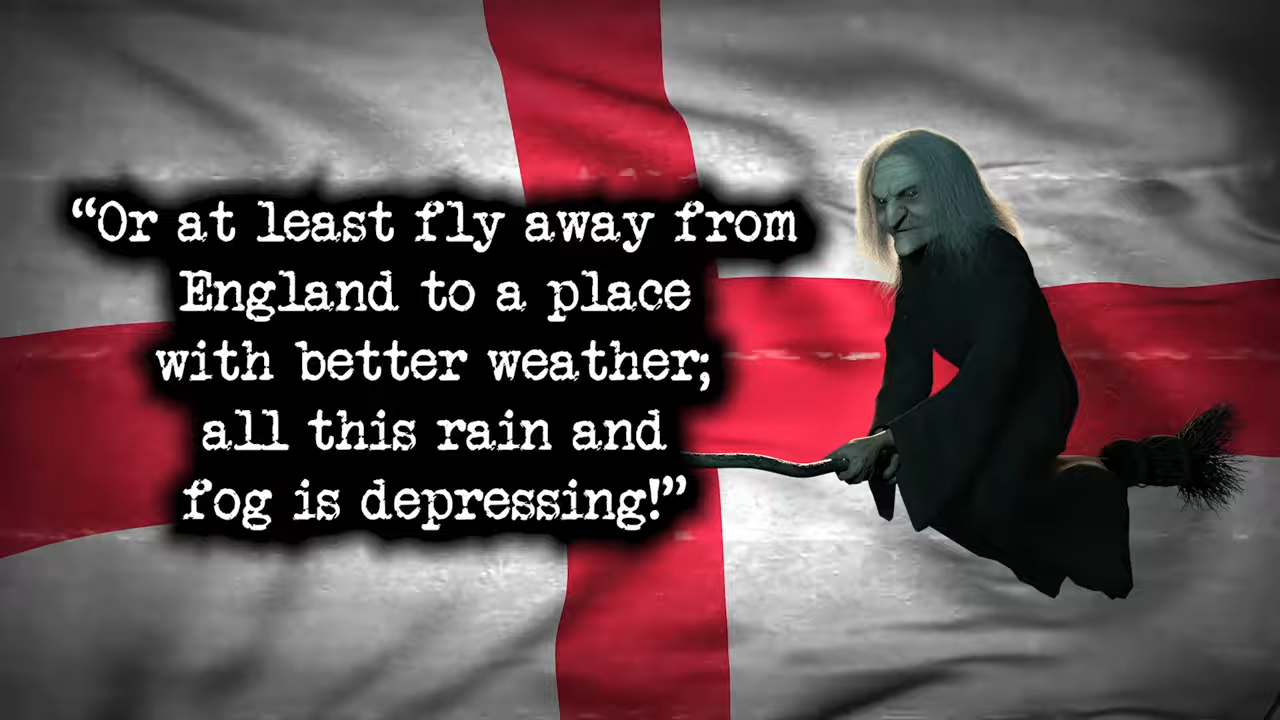 “Or at least fly away from
England to a place
with better weather;
all this rain and
fog is depressing!”